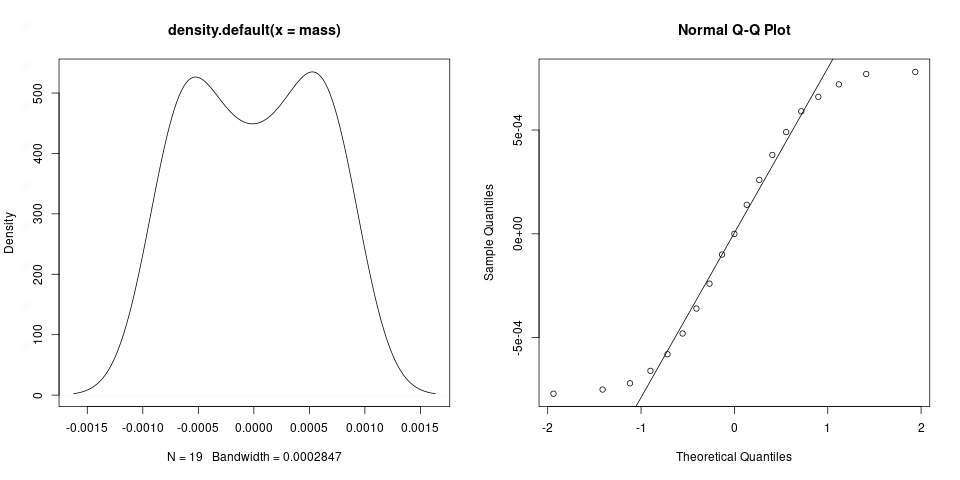 density.default(x = mass)
Density
0
100
200
300
400
500
-0.0015 -0.0010 -0.0005 0.0000 0.0005 0.0010 0.0015
N = 19 Bandwidth = 0.0002847
Normal Q-Q Plot
Sample Quantiles
-5e-04
0e+00
5e-04
-2 -1 0 1 2
Theoretical Quantiles